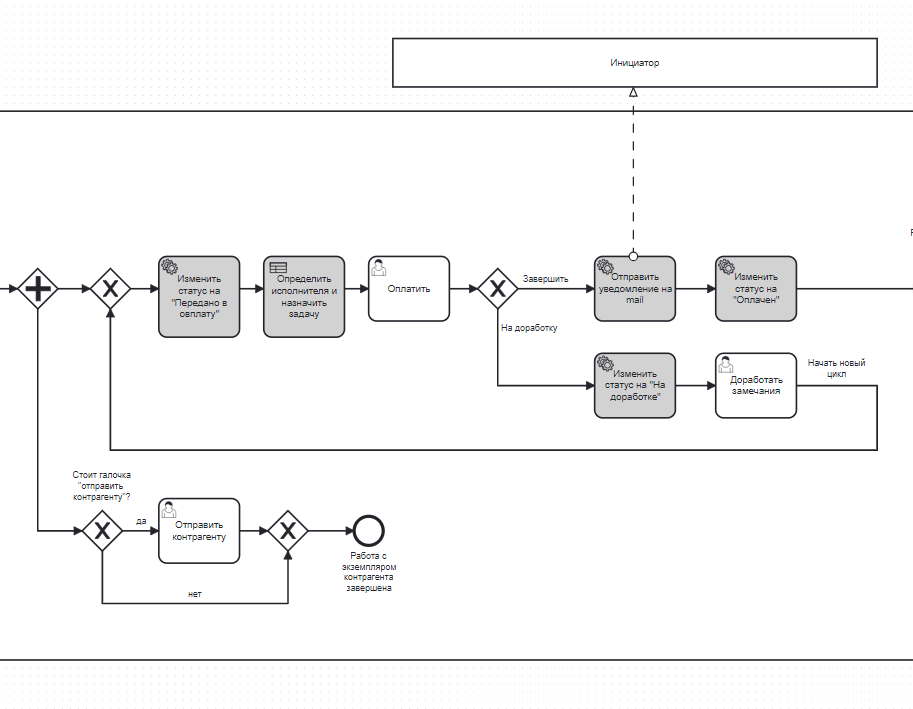 Инициатор
Изменить
статус на
"Передано в
овплату"
Определить
исполнителя и
назначить
задачу
Оплатить
Завершить
Отправить
уведомление на
mail
Изменить
статус на
"Оплачен"
На доработку
Изменить
статус на "На
доработке"
Доработать
замечания
Начать новый
цикл
Стоит галочка
"отправить
контрагенту"?
да
Отправить
контрагенту
нет
Работа с
экземпляром
контрагента
завершена